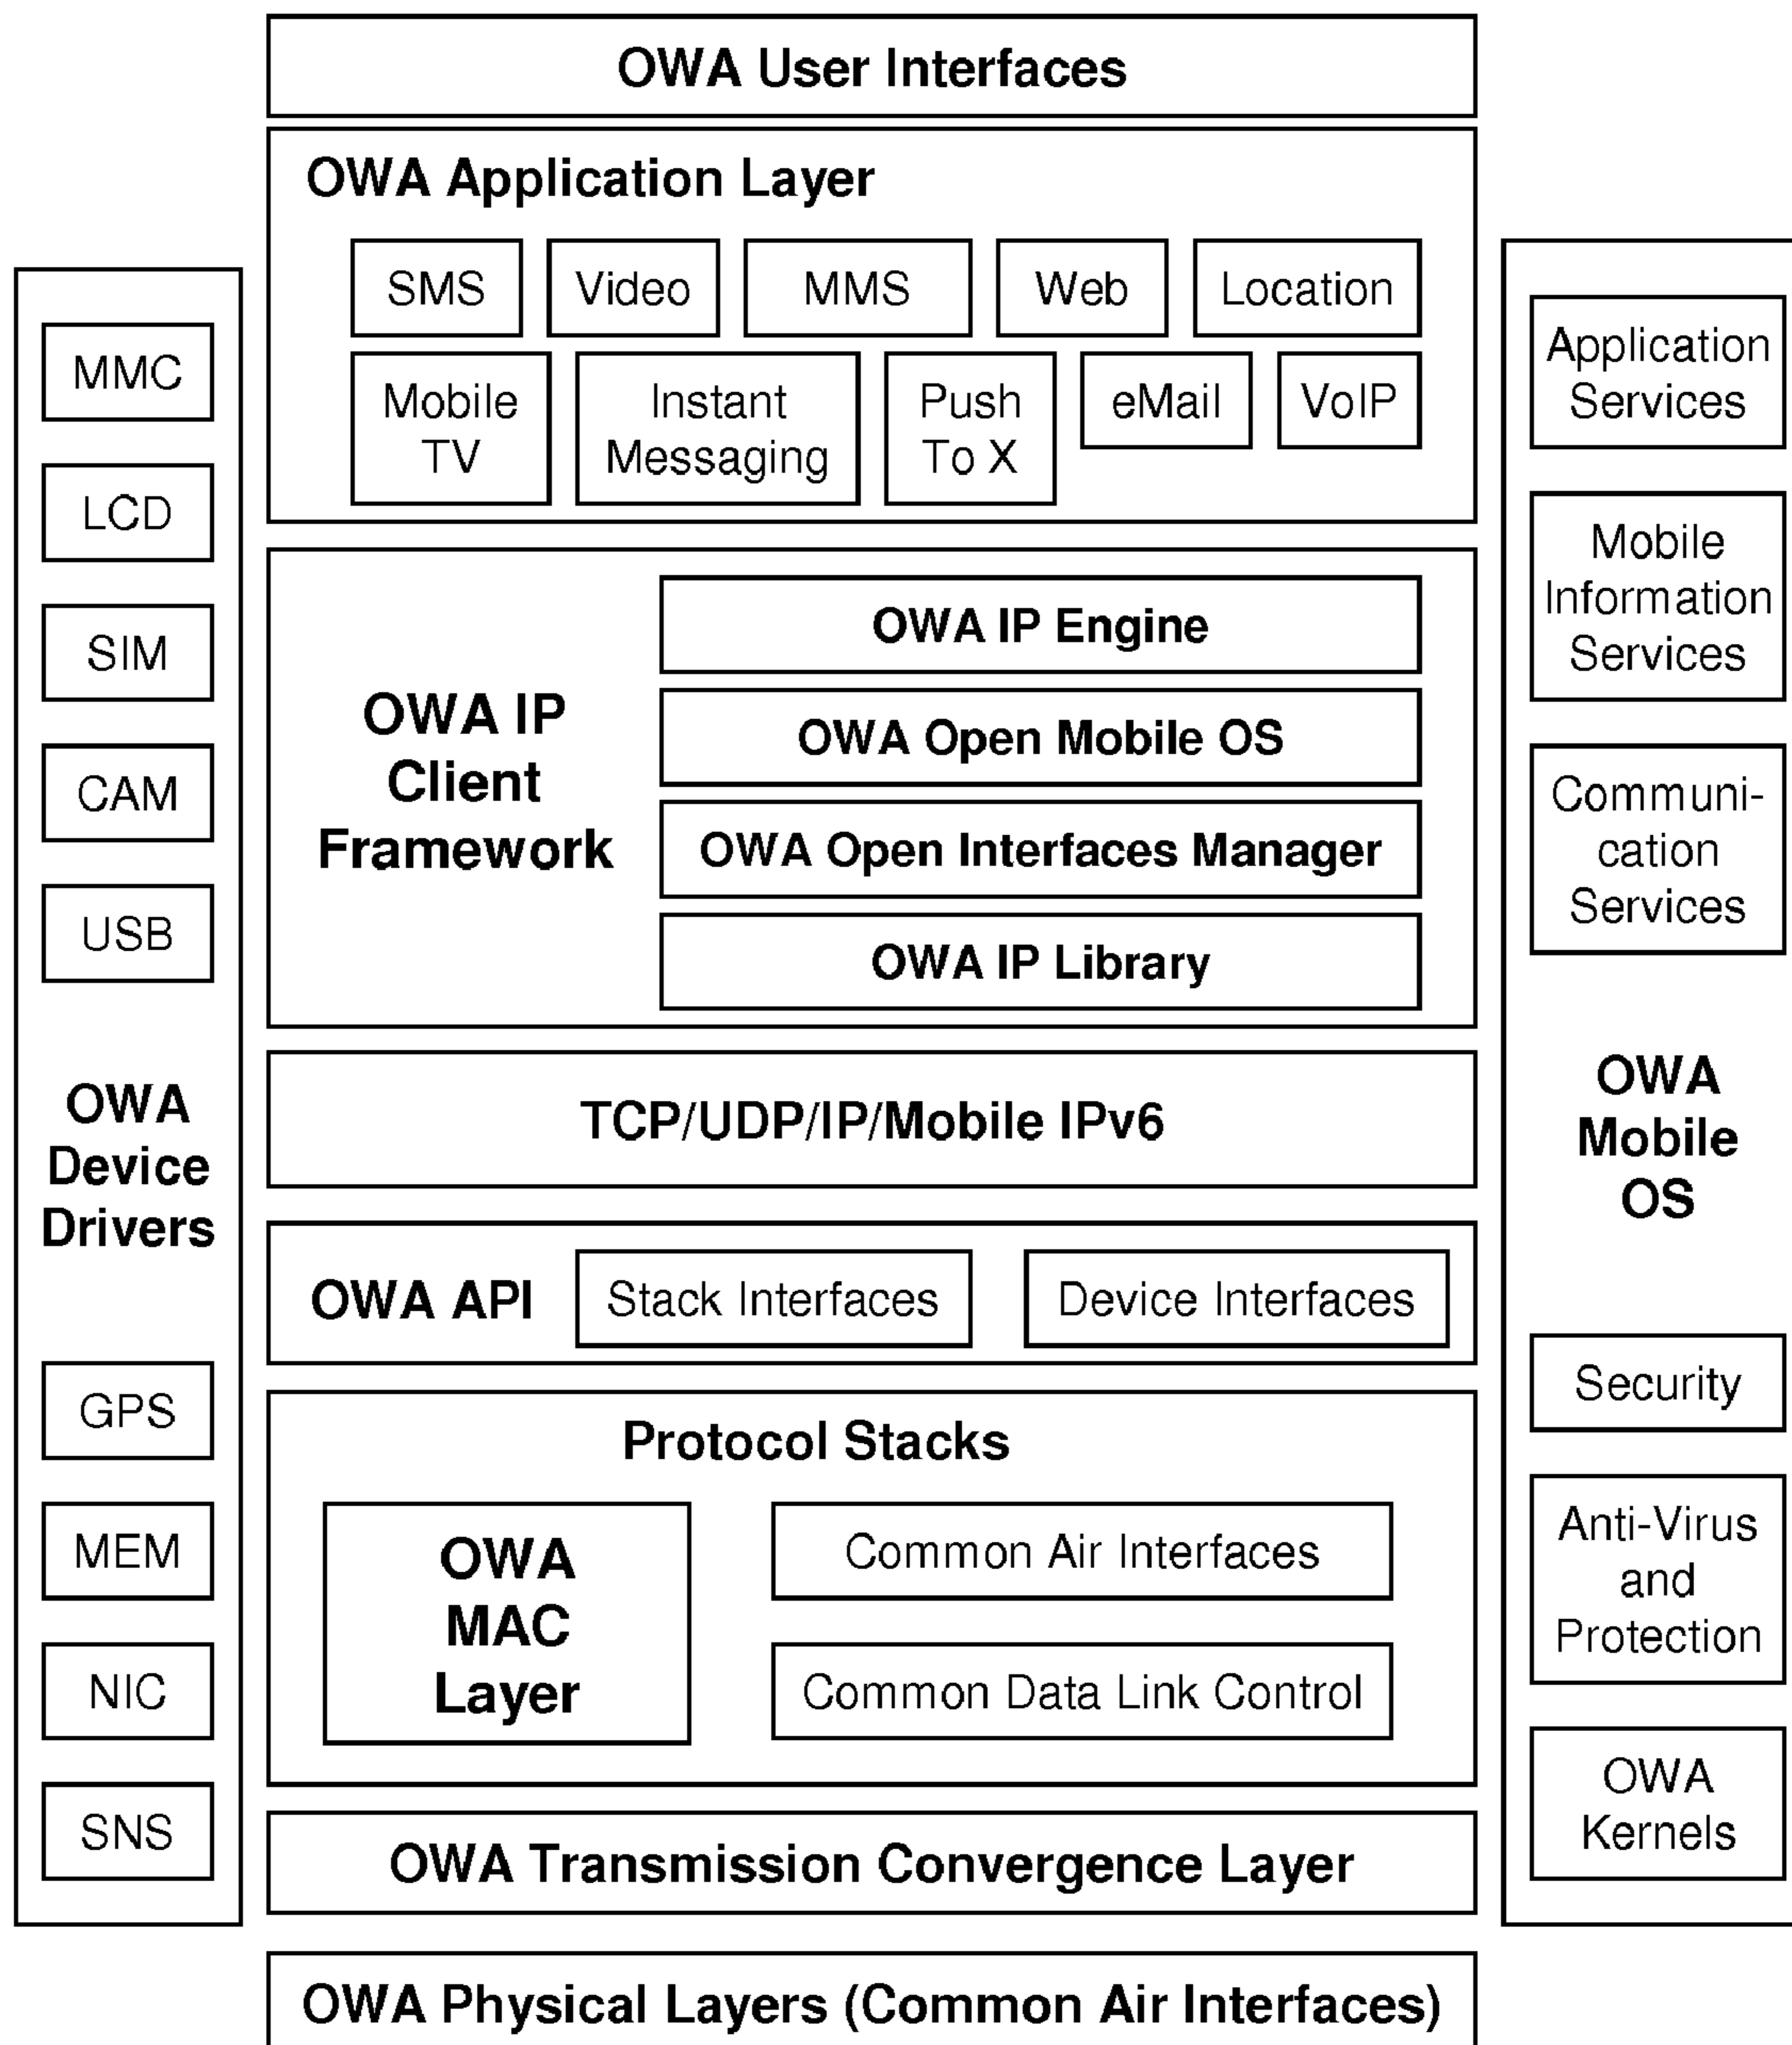 OWA User Interfaces
OWA Application Layer
SMS
Video
MMS
Web
Location
Mobile
TV
Instant
Messaging
Push
To X
eMail
VoIP
MMC
LCD
SIM
CAM
USB
OWA
Device
Drivers
GPS
MEM
NIC
SNS
OWA IP
Client
Framework
OWA IP Engine
OWA Open Mobile OS
OWA Open Interfaces Manager
OWA IP Library
TCP/UDP/IP/Mobile IPv6
OWA API
Stack Interfaces
Device Interfaces
Protocol Stacks
OWA
MAC
Layer
Common Air Interfaces
Common Data Link Control
OWA Transmission Convergence Layer
OWA Physical Layers (Common Air Interfaces)
Application
Services
Mobile
Information
Services
Communi-
cation
Services
OWA
Mobile
OS
Security
Anti-Virus
and
Protection
OWA
Kernels